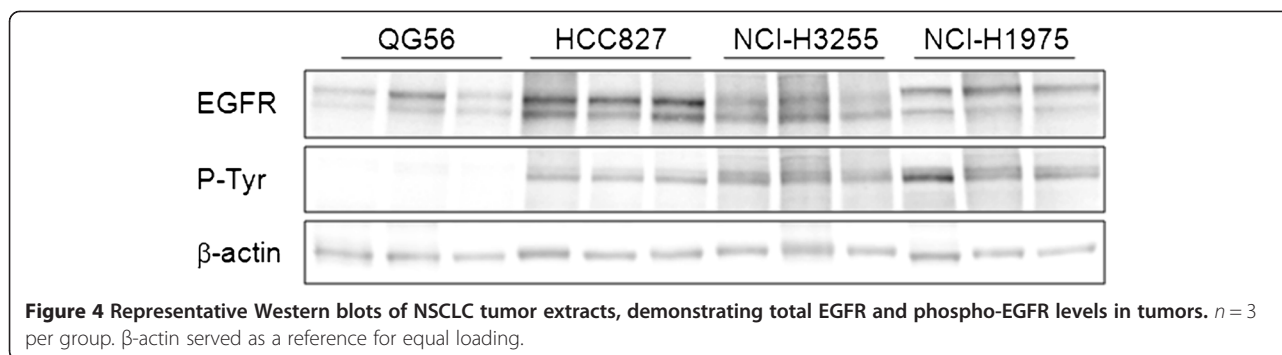 QG56 HCC827 NCI-H3255 NCI-H1975
EGFR
P-Tyr
β-actin
Figure 4 Representative Western blots of NSCLC tumor extracts, demonstrating total EGFR and phospho-EGFR levels in tumors. n = 3
per group. β-actin served as a reference for equal loading.